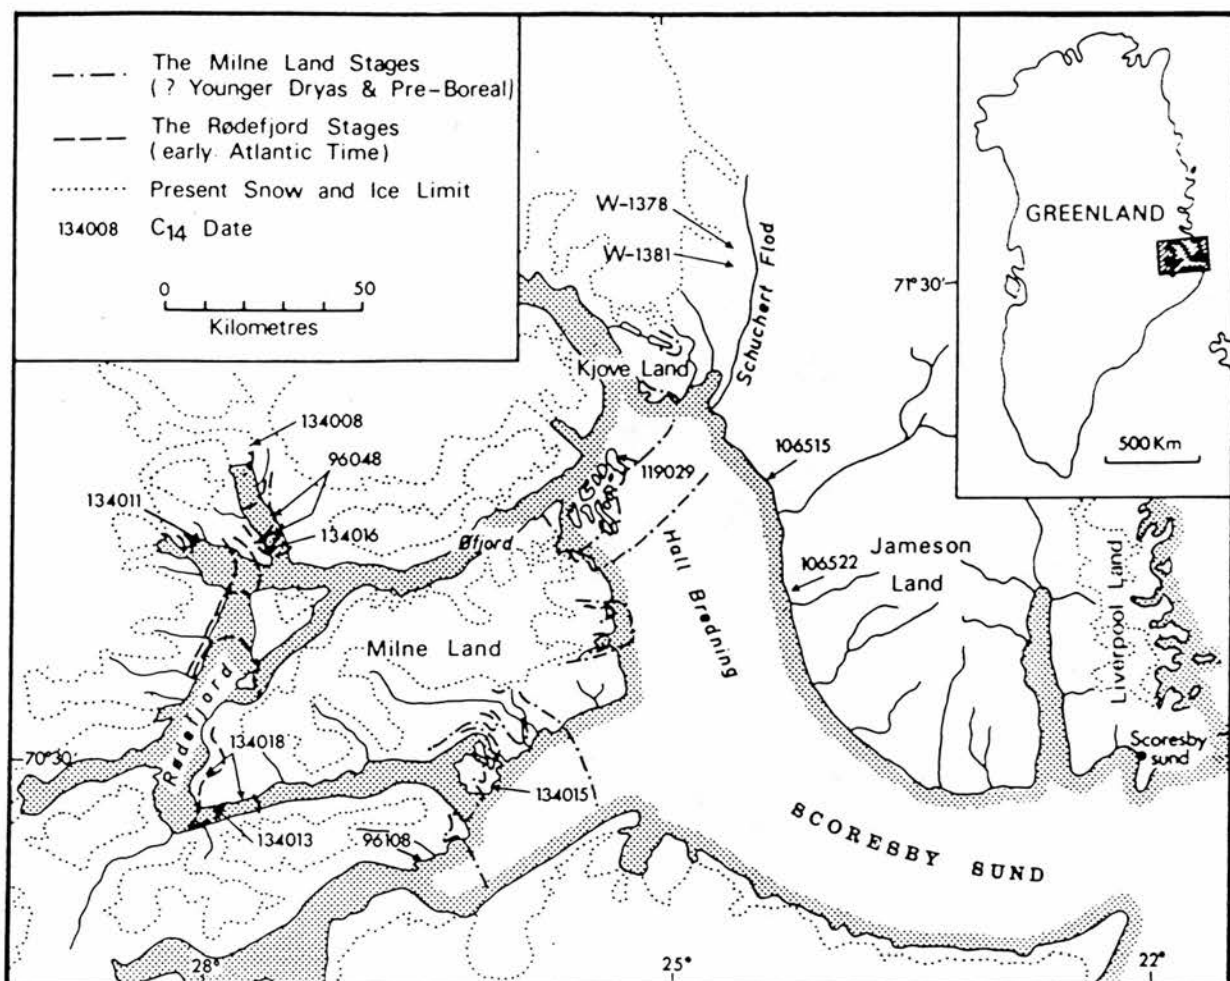 The Milne Land Stages
(? Younger Dryas & Pre-Boreal)
The Rødefjord Stages
(early Atlantic Time)
Present Snow and Ice Limit
134008 C14 Date
0 50
Kilometres
GREENLAND
500 Km
W-1378
W-1381
Schuchert Flod
71°30'
Kjove Land
134008
96048
134011
134016
119029
106515
Øfjord
Hall Bredning
106522
Jameson
Land
Liverpool Land
Milne Land
Rødefjord
70°30
134018
134015
134013
96108
Scoresby
sund
SCORESBY SUND
28°
25°
22°